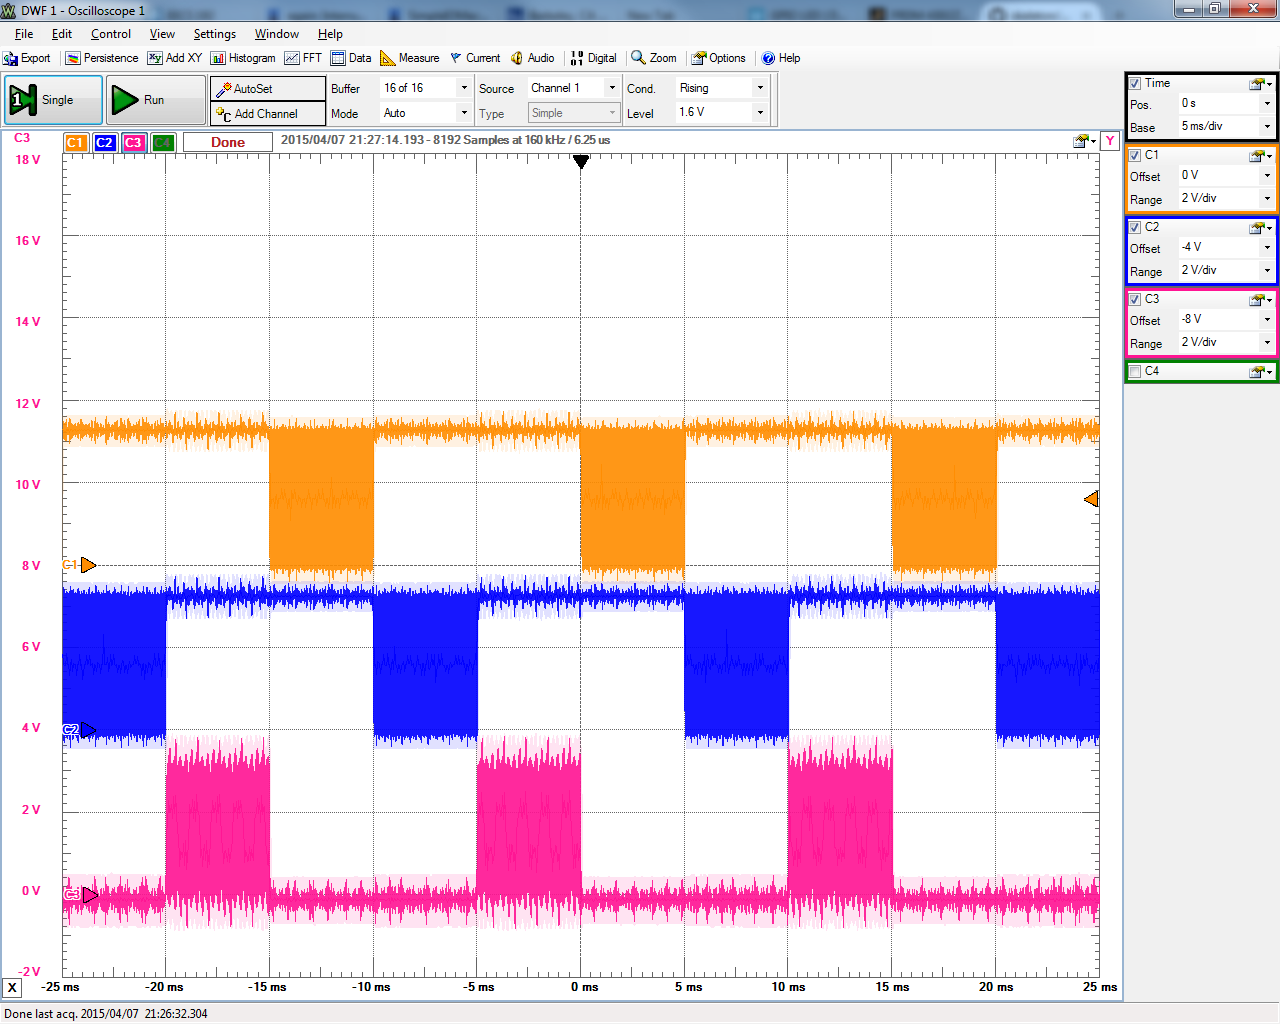 DWF 1 - Oscilloscope 1
File Edit Control View Settings Window Help
Export Persistence Add XY Histogram FFT Data Measure Current Audio Digital Zoom Options Help
Single Run AutoSet Buffer 16 of 16 Source Channel 1 Cond. Rising
Add Channel Mode Auto Type Simple Level 1.6 V
C3 C1 C2 C3 C4 Done 2015/04/07 21:27:14.193 - 8192 Samples at 160 kHz / 6.25 us Y
Time
Pos. 0 s
Base 5 ms/div
C1
Offset 0 V
Range 2 V/div
C2
Offset -4 V
Range 2 V/div
C3
Offset -8 V
Range 2 V/div
C4
18 V
16 V
14 V
12 V
10 V
8 V C1
6 V
4 V C2
2 V
0 V C3
-2 V
X -25 ms -20 ms -15 ms -10 ms -5 ms 0 ms 5 ms 10 ms 15 ms 20 ms 25 ms
Done last acq. 2015/04/07 21:26:32.304